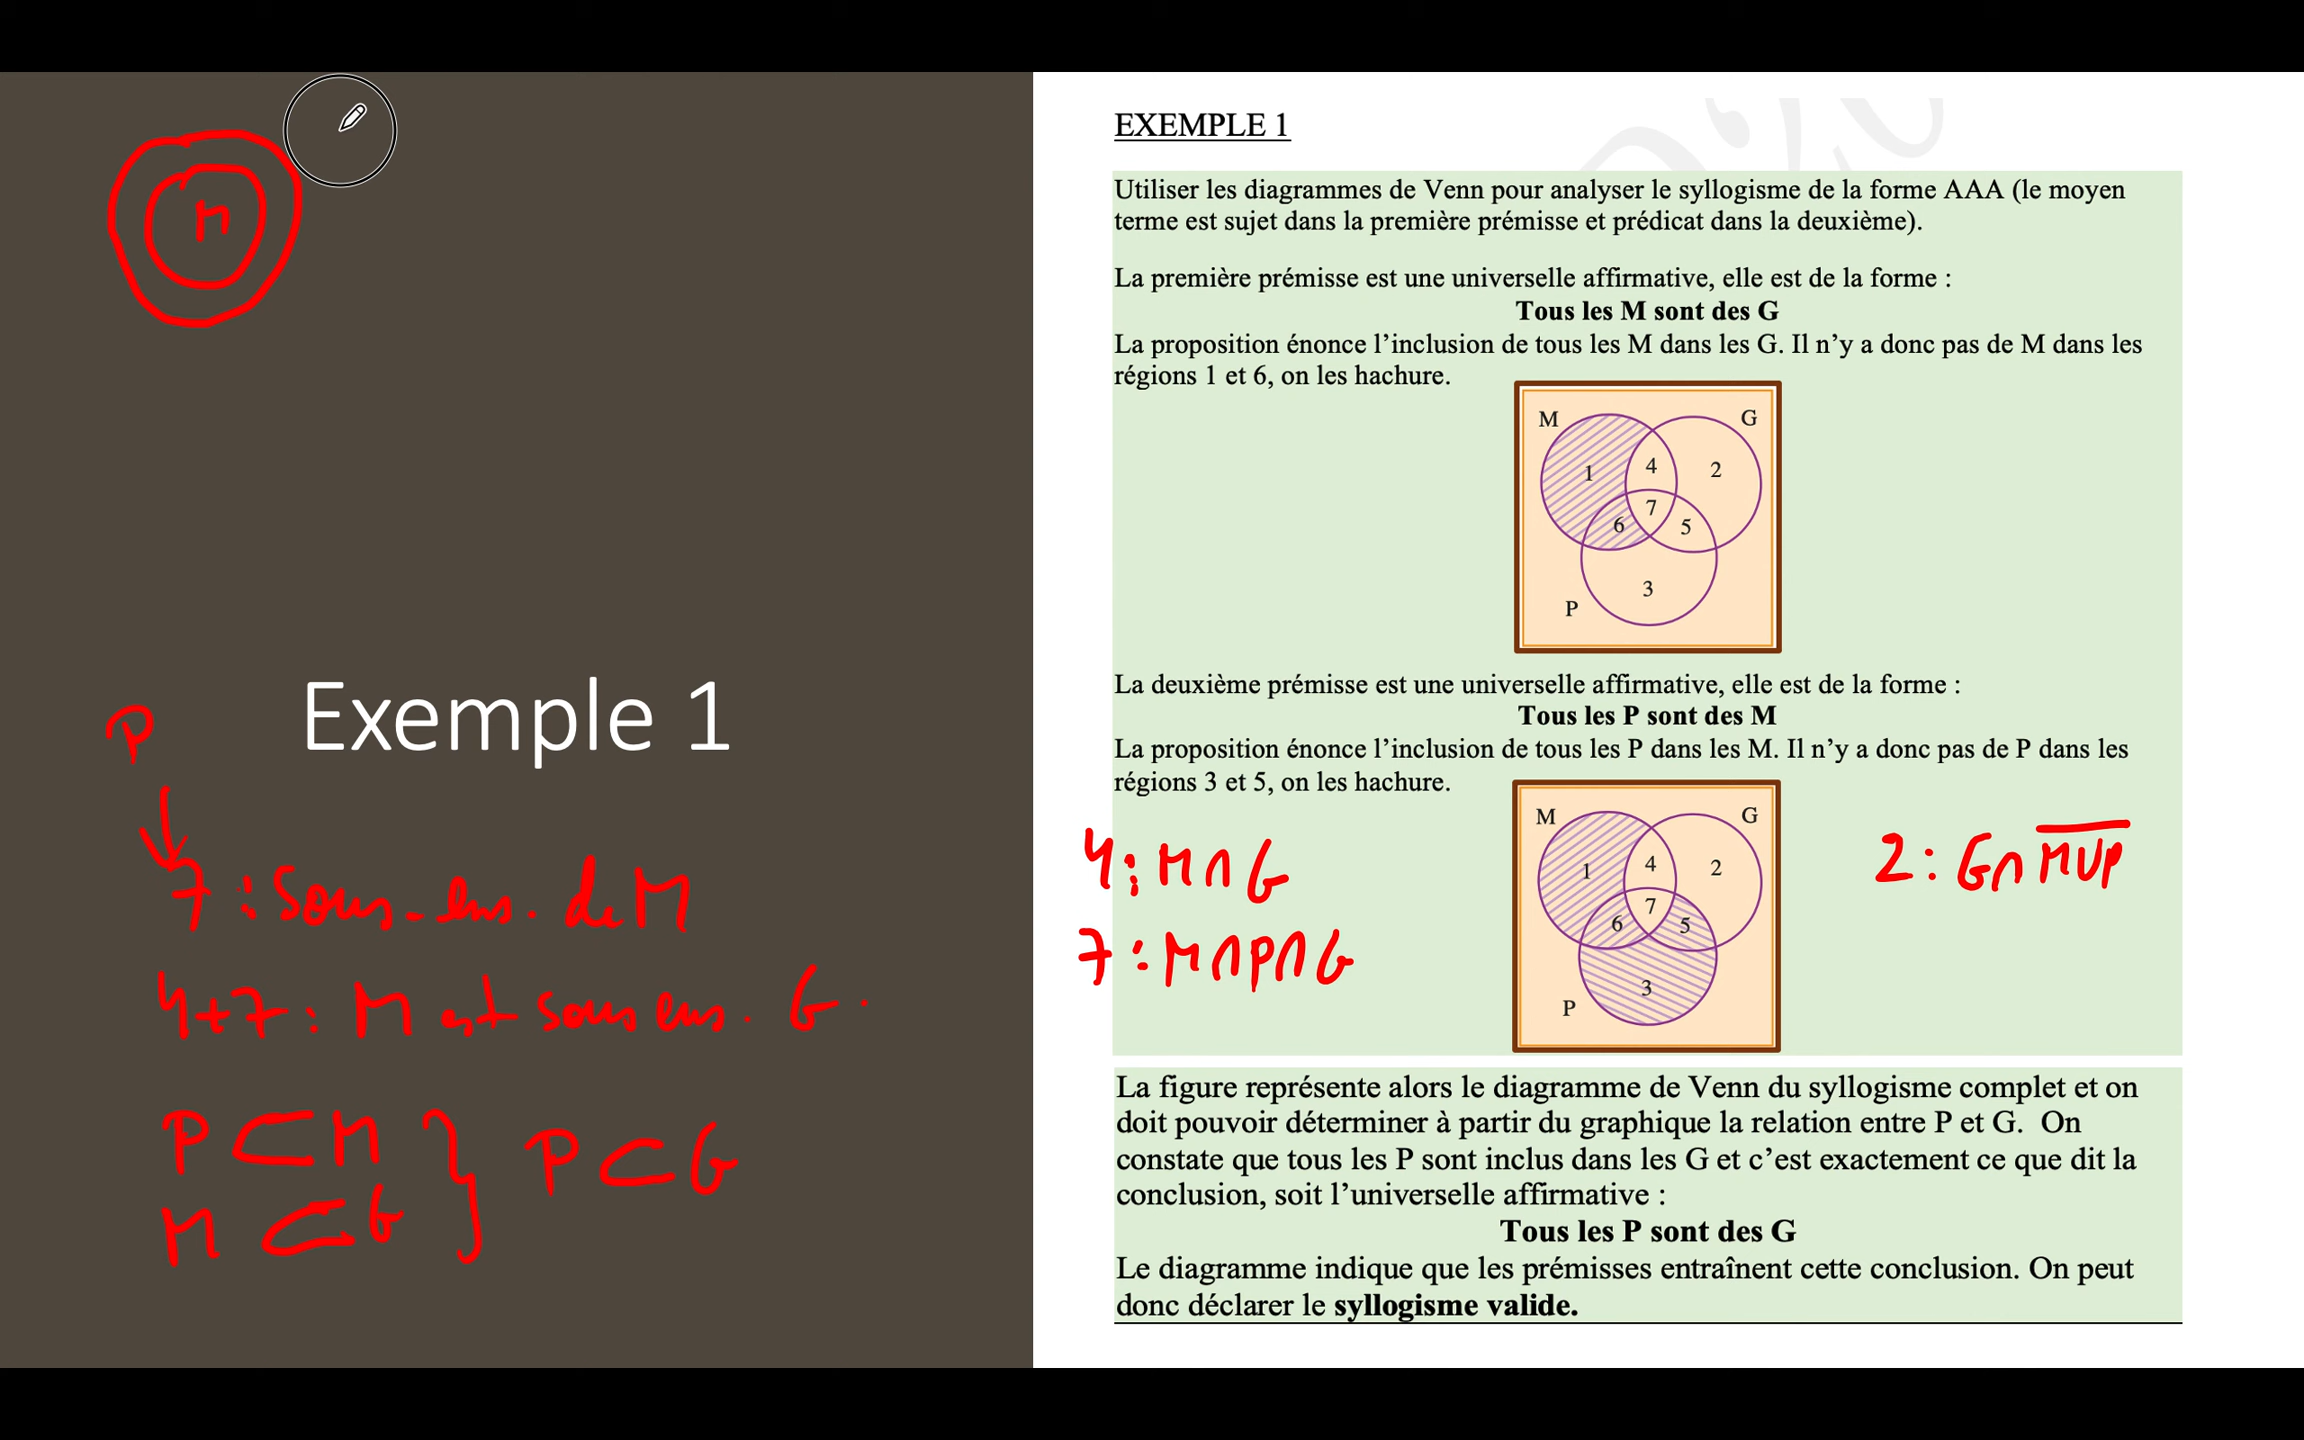 M
Exemple 1
P
7 : Sous-ens. de M
4+7 : M est sous ens. G.
P ⊂ M
M ⊂ G
} P ⊂ G
EXEMPLE 1
Utiliser les diagrammes de Venn pour analyser le syllogisme de la forme AAA (le moyen
terme est sujet dans la première prémisse et prédicat dans la deuxième).
La première prémisse est une universelle affirmative, elle est de la forme :
Tous les M sont des G
La proposition énonce l’inclusion de tous les M dans les G. Il n’y a donc pas de M dans les
régions 1 et 6, on les hachure.
M G
1 4 2
7
6 5
3
P
La deuxième prémisse est une universelle affirmative, elle est de la forme :
Tous les P sont des M
La proposition énonce l’inclusion de tous les P dans les M. Il n’y a donc pas de P dans les
régions 3 et 5, on les hachure.
4 : M ∩ G
7 : M ∩ P ∩ G
M G
1 4 2
7
6 5
3
P
2 : G ∩ M̅ ̅∪̅ ̅P̅
La figure représente alors le diagramme de Venn du syllogisme complet et on
doit pouvoir déterminer à partir du graphique la relation entre P et G. On
constate que tous les P sont inclus dans les G et c’est exactement ce que dit la
conclusion, soit l’universelle affirmative :
Tous les P sont des G
Le diagramme indique que les prémisses entraînent cette conclusion. On peut
donc déclarer le syllogisme valide.